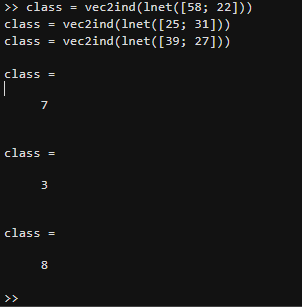 >> class = vec2ind(lnet([58; 22]))
class = vec2ind(lnet([25; 31]))
class = vec2ind(lnet([39; 27]))
class =
7
class =
3
class =
8
>>